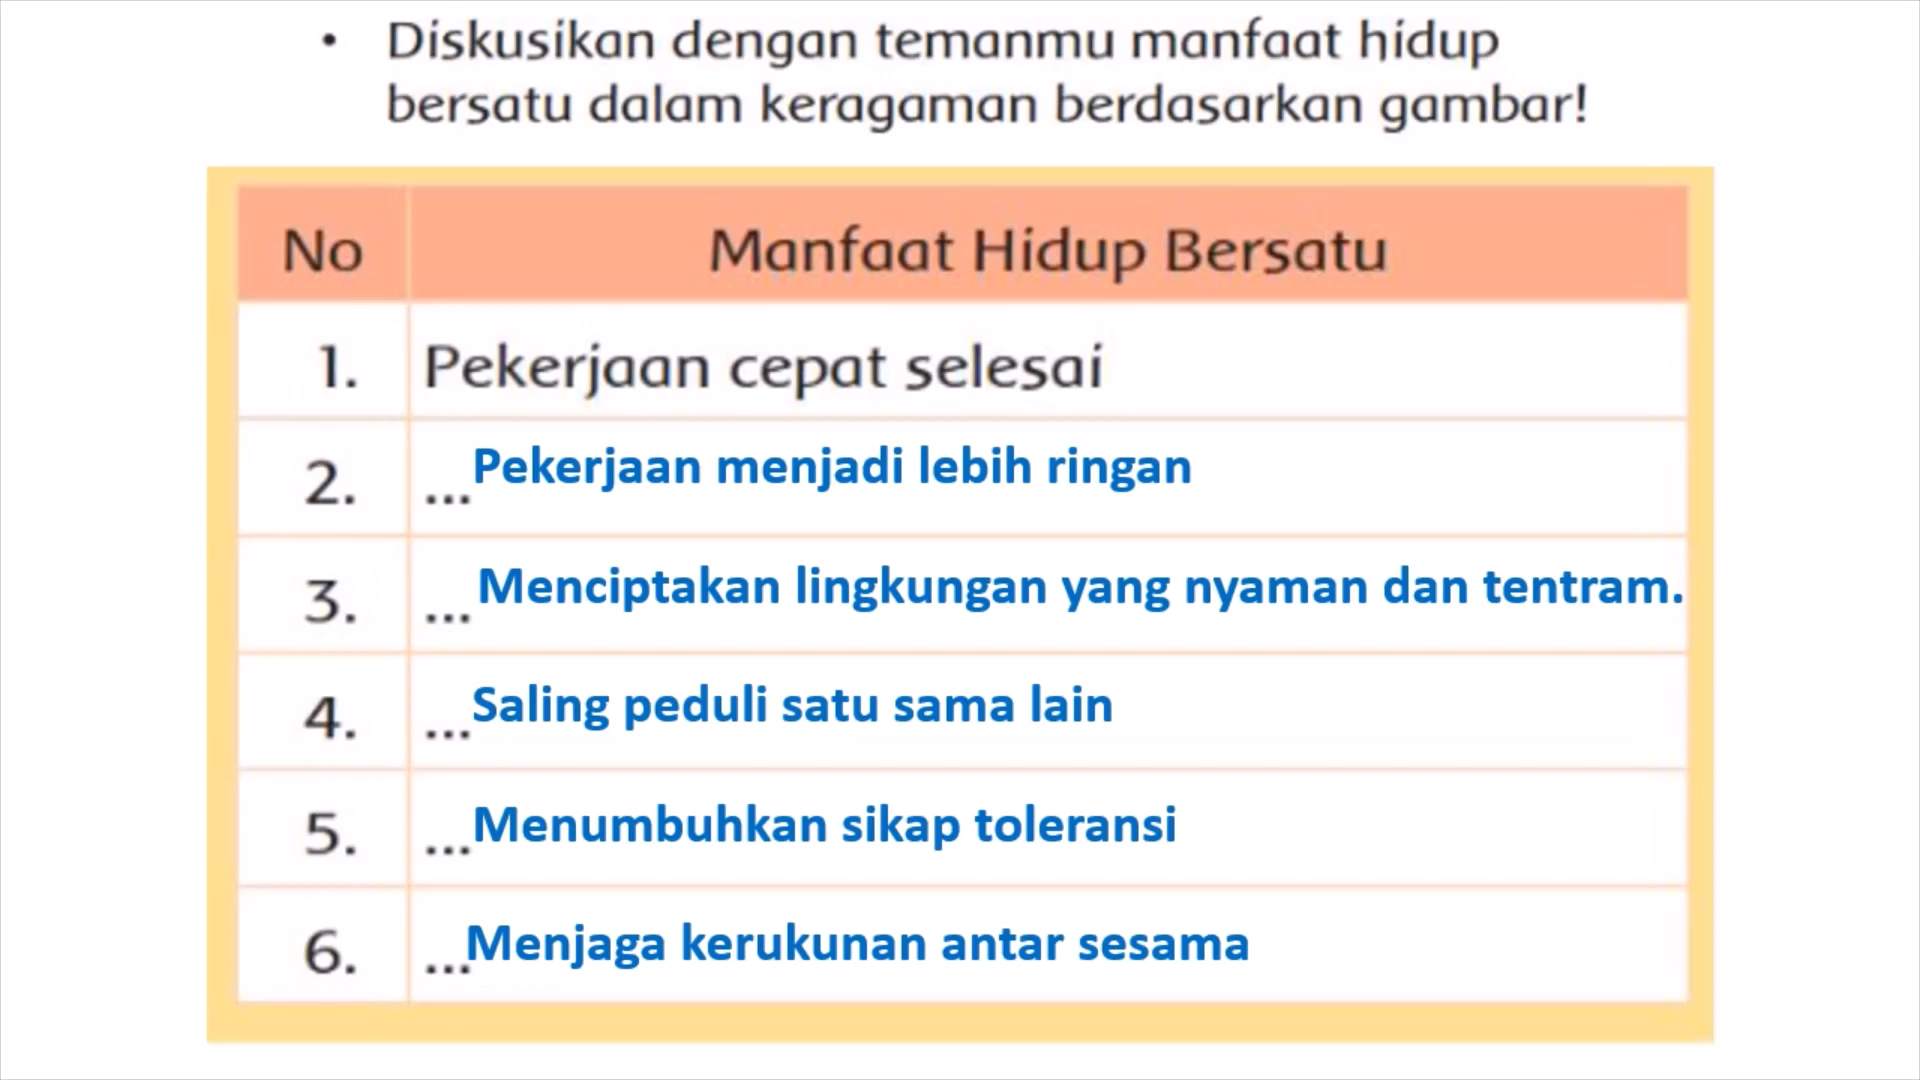 • Diskusikan dengan temanmu manfaat hidup
bersatu dalam keragaman berdasarkan gambar!
No Manfaat Hidup Bersatu
1. Pekerjaan cepat selesai
2. ...Pekerjaan menjadi lebih ringan
3. ...Menciptakan lingkungan yang nyaman dan tentram.
4. ...Saling peduli satu sama lain
5. ...Menumbuhkan sikap toleransi
6. ...Menjaga kerukunan antar sesama